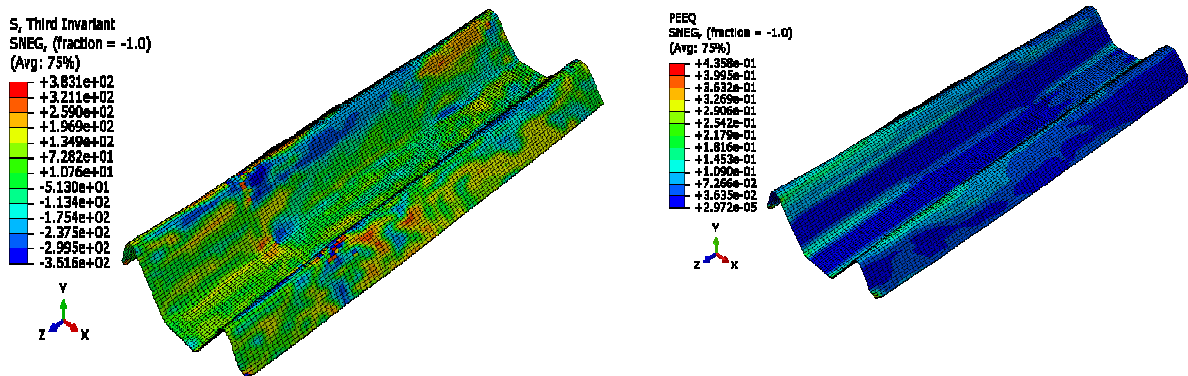 S, Third Invariant
SNEG, (fraction = -1.0)
(Avg: 75%)
+3.831e+02
+3.211e+02
+2.590e+02
+1.969e+02
+1.349e+02
+7.282e+01
+1.076e+01
-5.130e+01
-1.134e+02
-1.754e+02
-2.375e+02
-2.995e+02
-3.616e+02
Y
Z
X
PEEQ
SNEG, (fraction = -1.0)
(Avg: 75%)
+4.358e-01
+3.995e-01
+3.632e-01
+3.269e-01
+2.906e-01
+2.542e-01
+2.179e-01
+1.816e-01
+1.453e-01
+1.090e-01
+7.266e-02
+3.635e-02
+2.972e-05
Y
Z
X